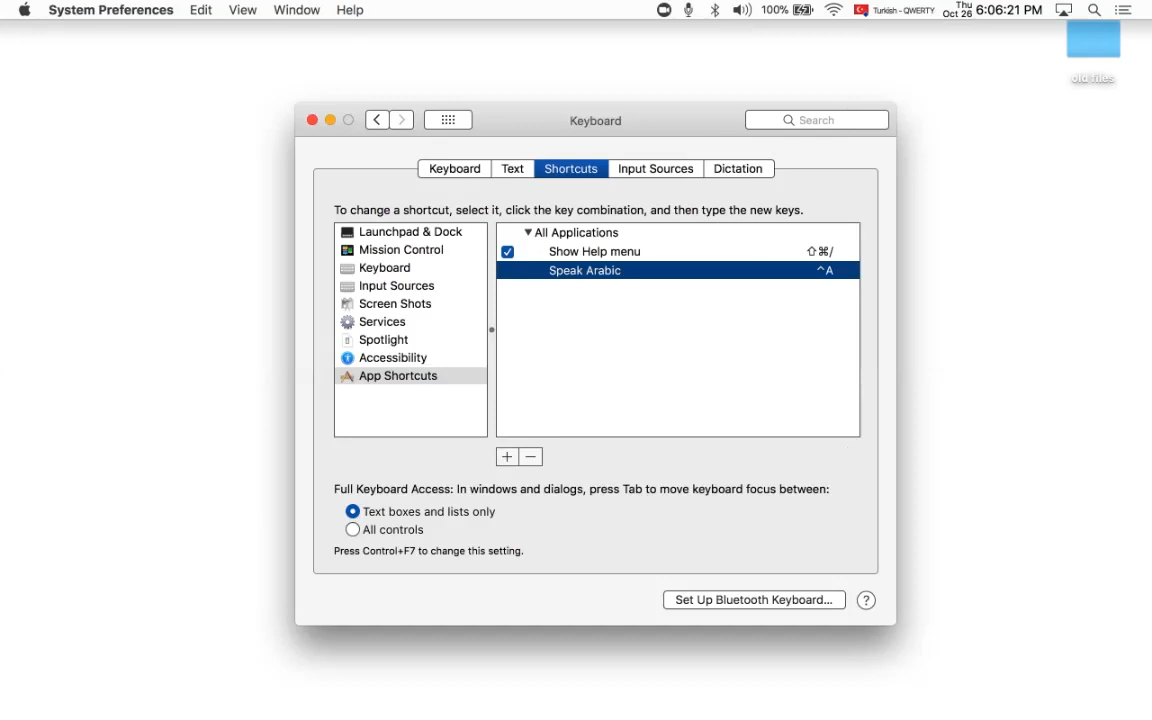 System Preferences Edit View Window Help 100% Turkish - QWERTY Thu Oct 26 6:06:21 PM
old files
Keyboard Search
Keyboard Text Shortcuts Input Sources Dictation
To change a shortcut, select it, click the key combination, and then type the new keys.
Launchpad & Dock
Mission Control
Keyboard
Input Sources
Screen Shots
Services
Spotlight
Accessibility
App Shortcuts
All Applications
Show Help menu ⇧⌘/
Speak Arabic ^A
+ −
Full Keyboard Access: In windows and dialogs, press Tab to move keyboard focus between:
Text boxes and lists only
All controls
Press Control+F7 to change this setting.
Set Up Bluetooth Keyboard... ?